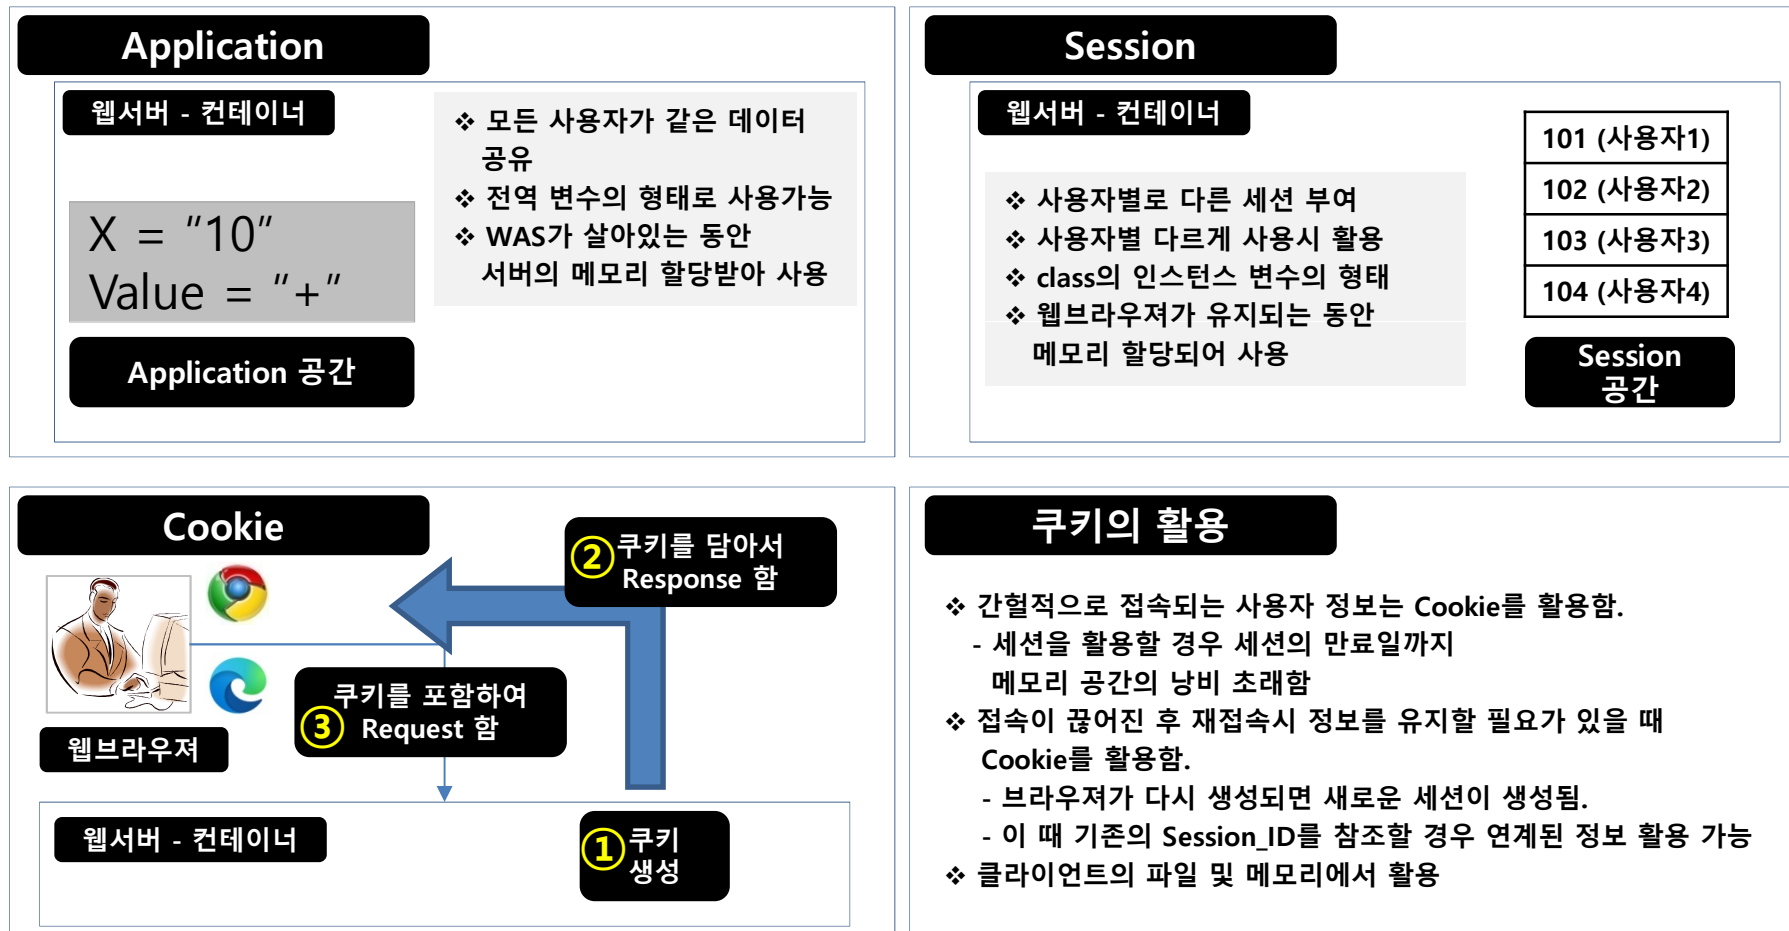 Application
웹서버 - 컨테이너
❖ 모든 사용자가 같은 데이터
공유
❖ 전역 변수의 형태로 사용가능
❖ WAS가 살아있는 동안
서버의 메모리 할당받아 사용
X = "10"
Value = "+"
Application 공간
Session
웹서버 - 컨테이너
❖ 사용자별로 다른 세션 부여
❖ 사용자별 다르게 사용시 활용
❖ class의 인스턴스 변수의 형태
❖ 웹브라우져가 유지되는 동안
메모리 할당되어 사용
101 (사용자1)
102 (사용자2)
103 (사용자3)
104 (사용자4)
Session
공간
Cookie
② 쿠키를 담아서
Response 함
쿠키를 포함하여
③ Request 함
웹브라우져
웹서버 - 컨테이너
① 쿠키
생성
쿠키의 활용
❖ 간헐적으로 접속되는 사용자 정보는 Cookie를 활용함.
- 세션을 활용할 경우 세션의 만료일까지
메모리 공간의 낭비 초래함
❖ 접속이 끊어진 후 재접속시 정보를 유지할 필요가 있을 때
Cookie를 활용함.
- 브라우져가 다시 생성되면 새로운 세션이 생성됨.
- 이 때 기존의 Session_ID를 참조할 경우 연계된 정보 활용 가능
❖ 클라이언트의 파일 및 메모리에서 활용